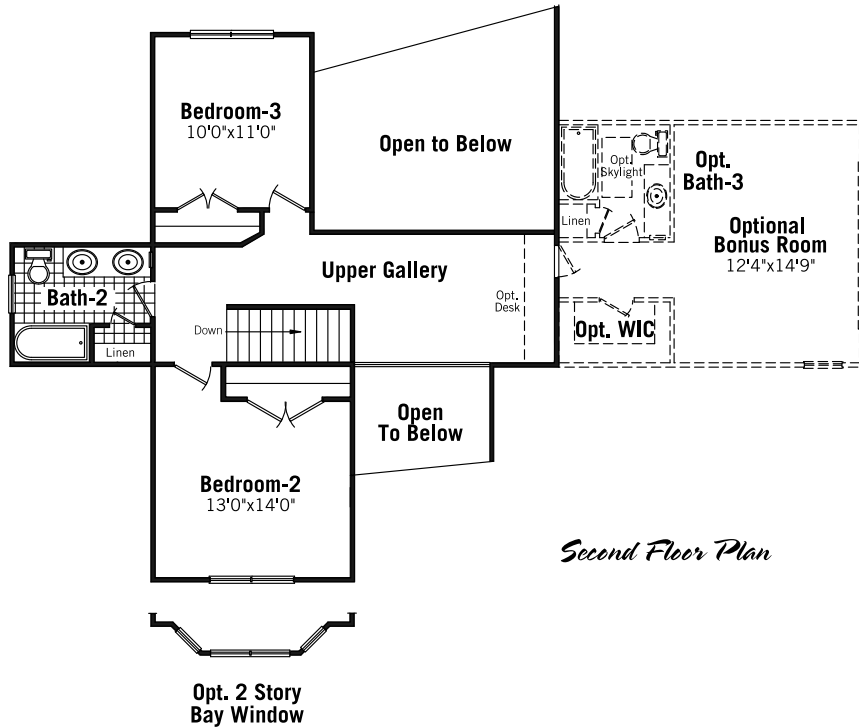 Bedroom-3
10'0"x11'0"
Open to Below
Opt.
Skylight
Opt.
Bath-3
Linen
Optional
Bonus Room
12'4"x14'9"
Upper Gallery
Bath-2
Opt.
Desk
Down
Opt. WIC
Linen
Open
To Below
Bedroom-2
13'0"x14'0"
Second Floor Plan
Opt. 2 Story
Bay Window